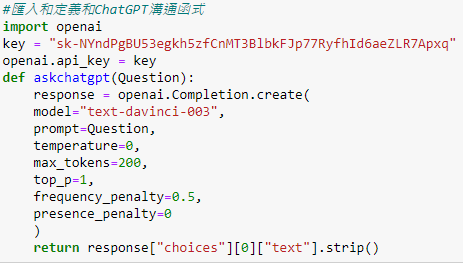 #匯入和定義和ChatGPT溝通函式
import openai
key = "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"
openai.api_key = key
def askchatgpt(Question):
    response = openai.Completion.create(
    model="text-davinci-003",
    prompt=Question,
    temperature=0,
    max_tokens=200,
    top_p=1,
    frequency_penalty=0.5,
    presence_penalty=0
    )
    return response["choices"][0]["text"].strip()